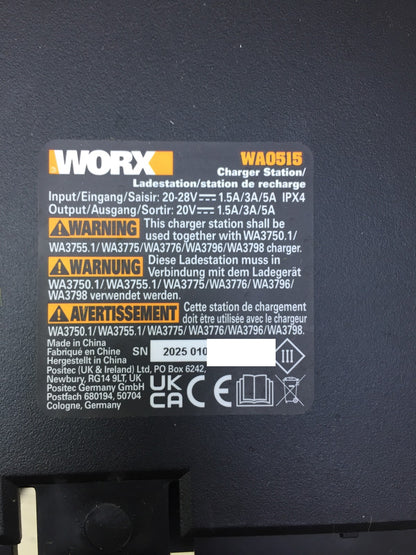 WORX WA0515
Charger Station/
Ladestation/station de recharge
Input/Eingang/Saisir: 20-28V 1.5A/3A/5A IPX4
Output/Ausgang/Sortir: 20V 1.5A/3A/5A
WARNING This charger station shall be
used together with WA3750.1/
WA3755.1/ WA3775/WA3776/WA3796/WA3798 charger.
WARNUNG Diese Ladestation muss in
Verbindung mit dem Ladegerät
WA3750.1/ WA3755.1/ WA3775/WA3776/ WA3796/
WA3798 verwendet werden.
AVERTISSEMENT Cette station de chargement
doit être utilisée avec le chargeur
WA3750.1/ WA3755.1/ WA3775/ WA3776/WA3796/WA3798.
Made in China
Fabriqué en Chine
Hergestellt in China
SN 2025 010
III
Positec (UK & Ireland) Ltd, PO Box 6242,
Newbury, RG14 9LT, UK
Positec Germany GmbH
Postfach 680194, 50704
Cologne, Germany
UK
CA
CE